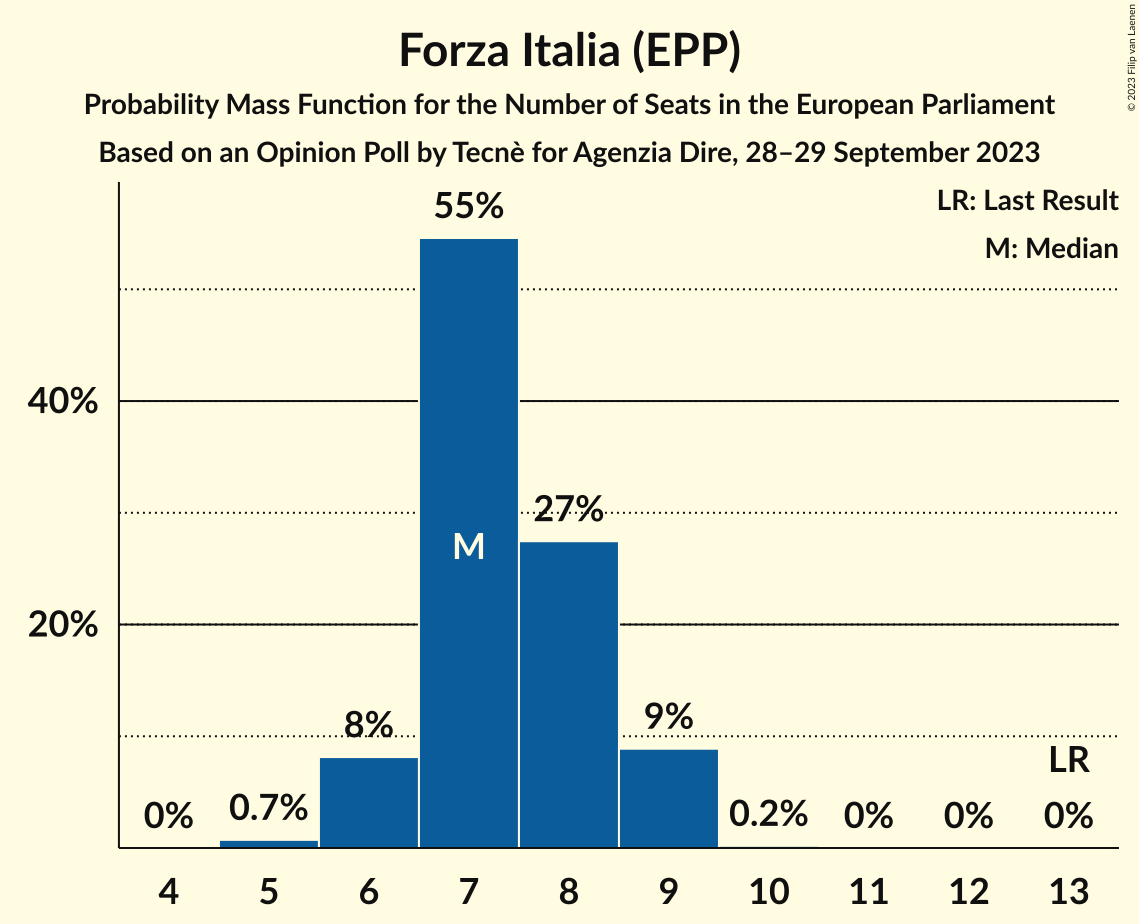 Forza Italia (EPP)
Probability Mass Function for the Number of Seats in the European Parliament
Based on an Opinion Poll by Tecnè for Agenzia Dire, 28–29 September 2023
© 2023 Filip van Laenen
LR: Last Result
M: Median
55%
40%
27%
M
20%
8%
9%
LR
0%
0.7%
0.2%
0%
0%
0%
4 5 6 7 8 9 10 11 12 13